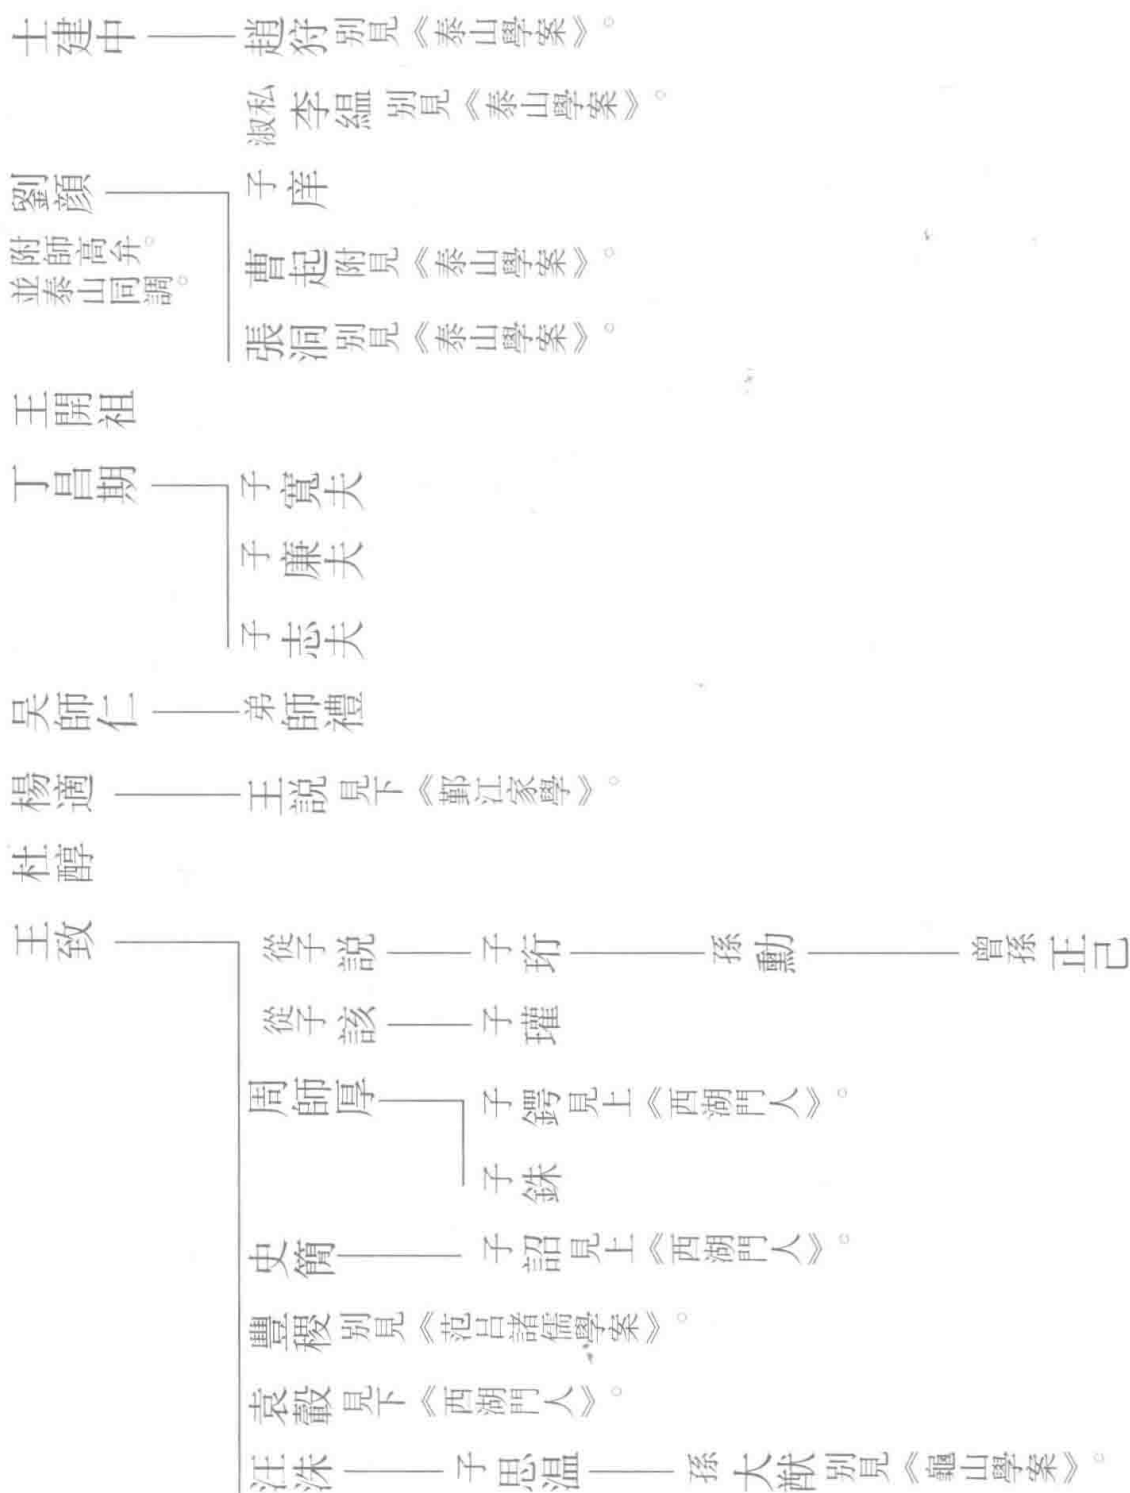 士建中 趙狩別見《泰山學案》。
私淑李緼別見《泰山學案》。
劉顔 子庠
附師高弁。
並泰山同調。
曹起附見《泰山學案》。
張洞別見《泰山學案》。
王開祖
丁昌期 子寬夫
子廉夫
子志夫
吴師仁 弟師禮
楊適 王説見下《鄞江家學》。
杜醇
王致 從子説 子珩 孫勳 曾孫正己
從子該 子瓘
周師厚 子鍔見上《西湖門人》。
子銖
史簡 子詔見上《西湖門人》。
豐稷別見《范吕諸儒學案》。
袁轂見下《西湖門人》。
汪洙 子思温 孫大猷別見《龜山學案》。